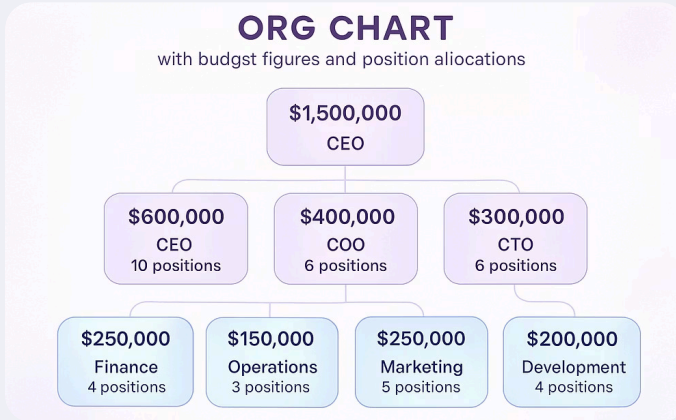 ORG CHART
with budgst figures and position aliocations
$1,500,000
CEO
$600,000
CEO
10 positions
$400,000
COO
6 positions
$300,000
CTO
6 positions
$250,000
Finance
4 positions
$150,000
Operations
3 positions
$250,000
Marketing
5 positions
$200,000
Development
4 positions